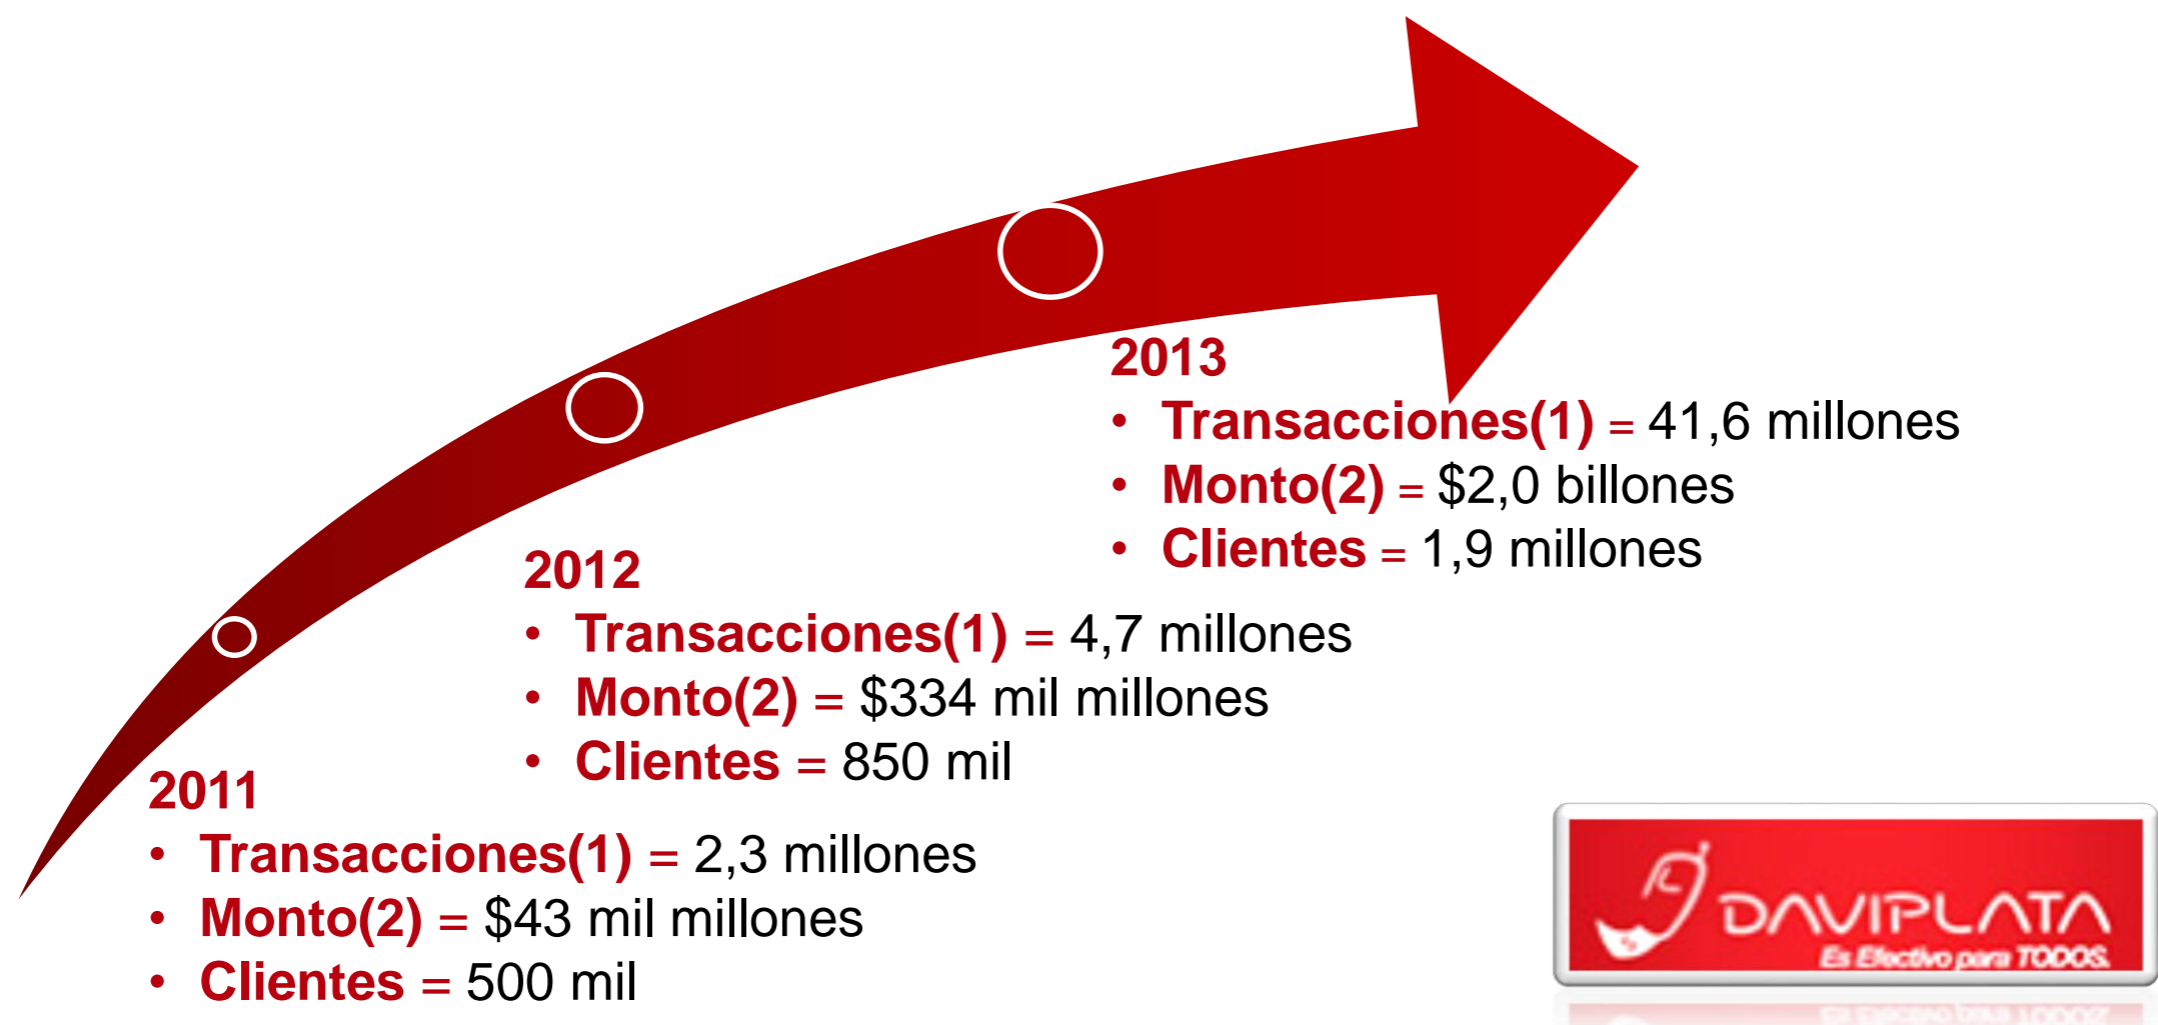 2013
• Transacciones(1) = 41,6 millones
• Monto(2) = $2,0 billones
• Clientes = 1,9 millones
2012
• Transacciones(1) = 4,7 millones
• Monto(2) = $334 mil millones
• Clientes = 850 mil
2011
• Transacciones(1) = 2,3 millones
• Monto(2) = $43 mil millones
• Clientes = 500 mil
DAVIPLATA
Es Efectivo para TODOS.